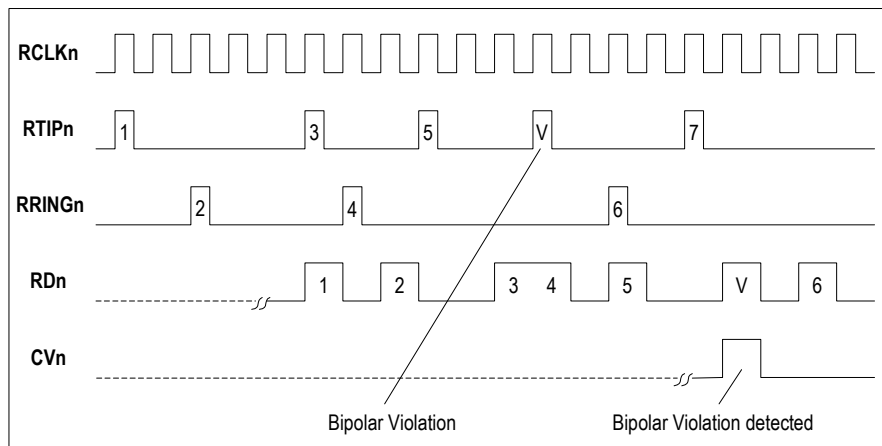 RCLKn
RTIPn
1 3 5 V 7
RRINGn
2 4 6
RDn
1 2 3 4 5 V 6
CVn
Bipolar Violation
Bipolar Violation detected